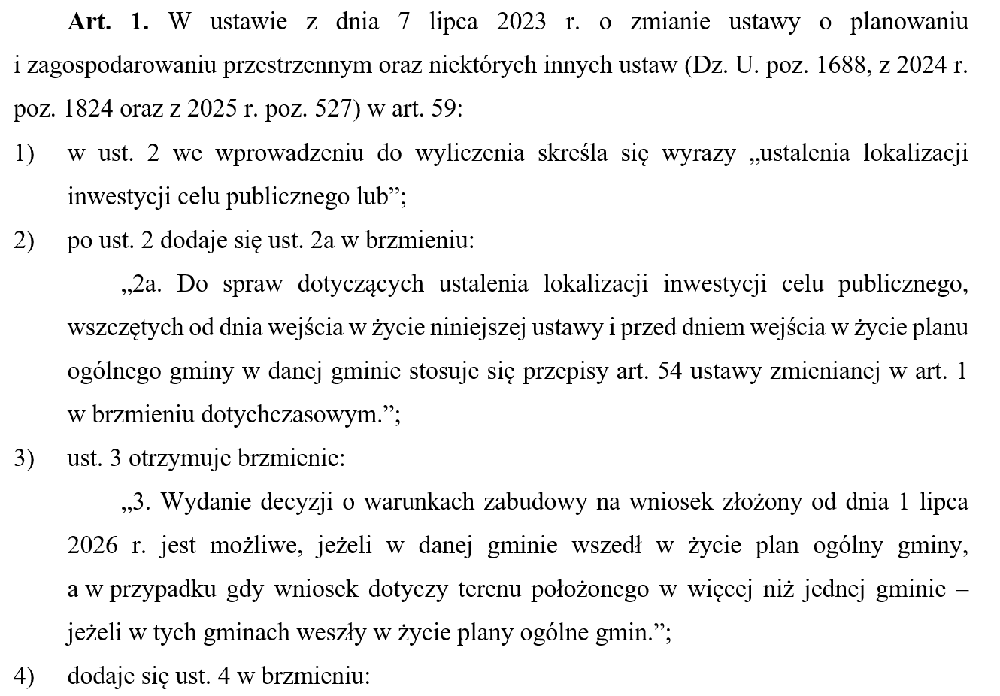 Art. 1. W ustawie z dnia 7 lipca 2023 r. o zmianie ustawy o planowaniu
i zagospodarowaniu przestrzennym oraz niektórych innych ustaw (Dz. U. poz. 1688, z 2024 r.
poz. 1824 oraz z 2025 r. poz. 527) w art. 59:
1) w ust. 2 we wprowadzeniu do wyliczenia skreśla się wyrazy „ustalenia lokalizacji
inwestycji celu publicznego lub”;
2) po ust. 2 dodaje się ust. 2a w brzmieniu:
„2a. Do spraw dotyczących ustalenia lokalizacji inwestycji celu publicznego,
wszczętych od dnia wejścia w życie niniejszej ustawy i przed dniem wejścia w życie planu
ogólnego gminy w danej gminie stosuje się przepisy art. 54 ustawy zmienianej w art. 1
w brzmieniu dotychczasowym.”;
3) ust. 3 otrzymuje brzmienie:
„3. Wydanie decyzji o warunkach zabudowy na wniosek złożony od dnia 1 lipca
2026 r. jest możliwe, jeżeli w danej gminie wszedł w życie plan ogólny gminy,
a w przypadku gdy wniosek dotyczy terenu położonego w więcej niż jednej gminie –
jeżeli w tych gminach weszły w życie plany ogólne gmin.”;
4) dodaje się ust. 4 w brzmieniu: